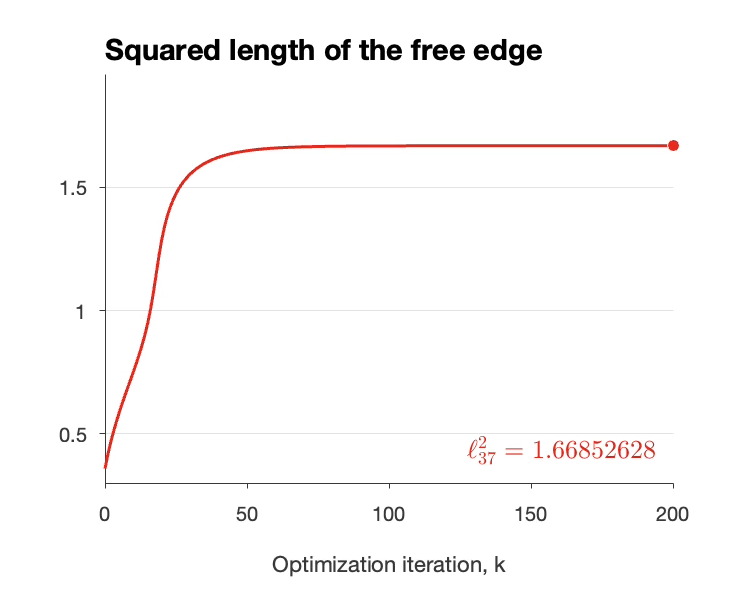 Squared length of the free edge
1.5
1
0.5
ℓ²₃₇ = 1.66852628
0 50 100 150 200
Optimization iteration, k